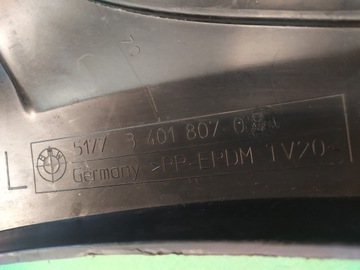 5177 3 401 807
Germany >PP-EPDM TV20<
L